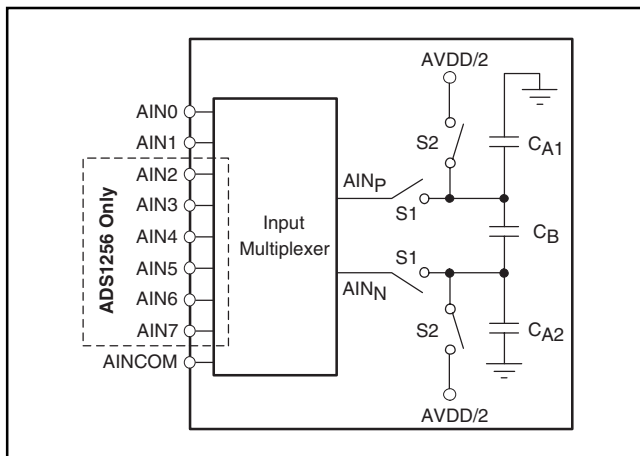 AVDD/2
AIN0
AIN1
AIN2
AIN3
AIN4
AIN5
AIN6
AIN7
AINCOM
ADS1256 Only
Input
Multiplexer
AINP
S1
S2
CA1
CB
S1
AINN
S2
CA2
AVDD/2